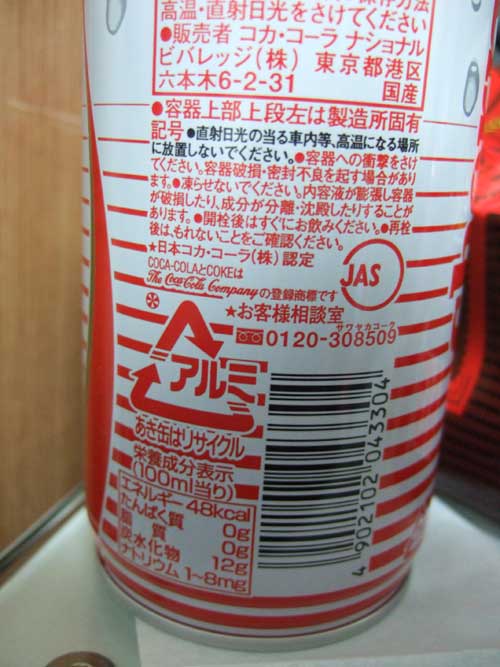 保存方法
高温・直射日光をさけてください
●販売者 コカ・コーラ ナショナル
ビバレッジ(株) 東京都港区
六本木6-2-31 国産
●容器上部上段左は製造所固有
記号 ●直射日光の当る車内等、高温になる場所
に放置しないでください。●容器への衝撃をさけ
てください。容器破損・密封不良を起す場合があり
ます。●凍らせないでください。内容液が膨張し容器
が破損したり、成分が分離・沈殿したりすることが
あります。●開栓後はすぐにお飲みください。●再栓
後は、もれないことをご確認ください。
★日本コカ・コーラ(株)認定
COCA-COLAとCOKEは
The Coca-Cola Companyの登録商標です
JAS
★お客様相談室
サワヤカコーク
0120-308509
アルミ
あき缶はリサイクル
栄養成分表示
(100ml当り)
エネルギー 48kcal
たんぱく質 0g
脂質 0g
炭水化物 12g
ナトリウム 1~8mg
4 902102 043304